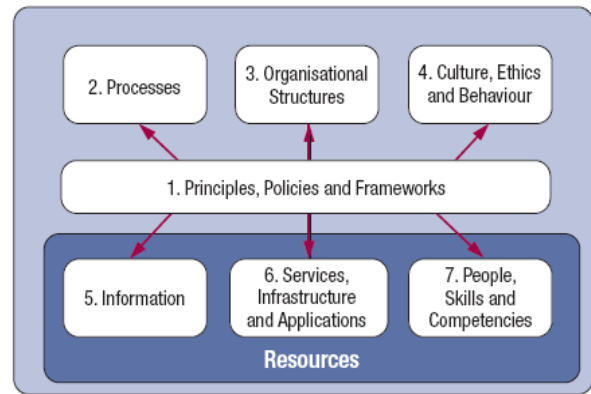 2. Processes
3. Organisational
Structures
4. Culture, Ethics
and Behaviour
1. Principles, Policies and Frameworks
5. Information
6. Services,
Infrastructure
and Applications
7. People,
Skills and
Competencies
Resources